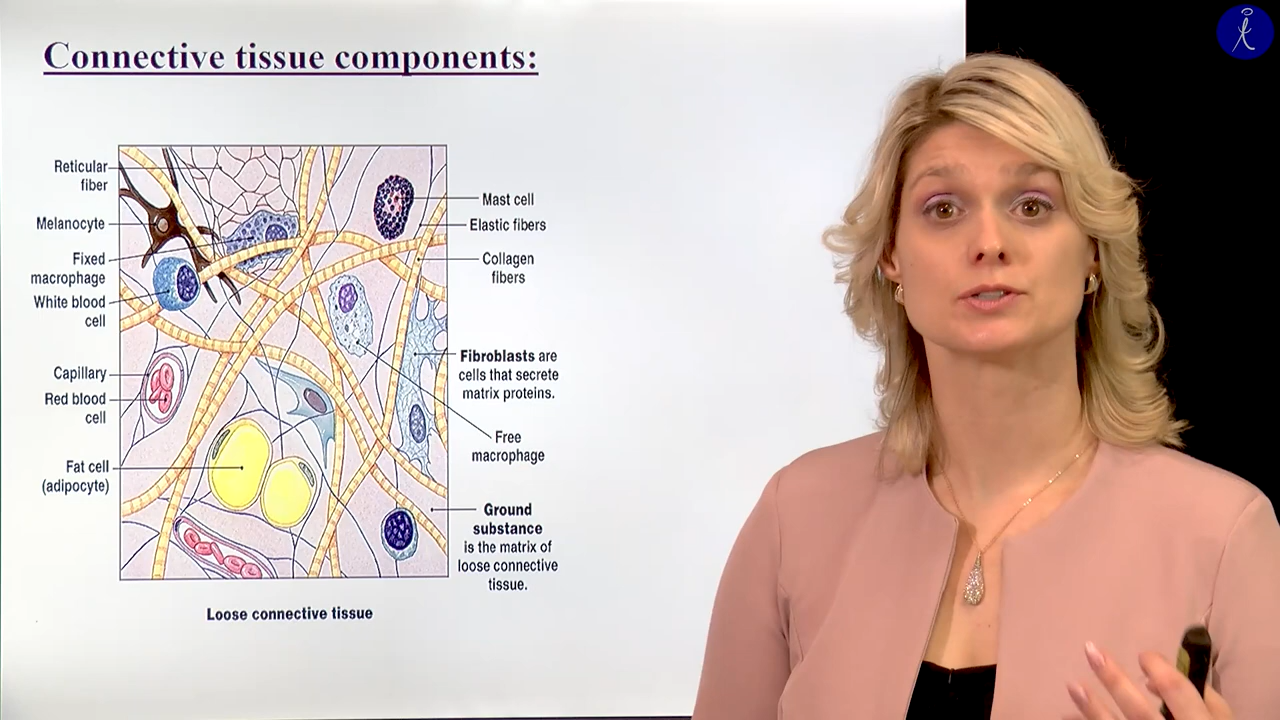 Connective tissue components:
Reticular
fiber
Melanocyte
Fixed
macrophage
White blood
cell
Capillary
Red blood
cell
Fat cell
(adipocyte)
Mast cell
Elastic fibers
Collagen
fibers
Fibroblasts are
cells that secrete
matrix proteins.
Free
macrophage
Ground
substance
is the matrix of
loose connective
tissue.
Loose connective tissue